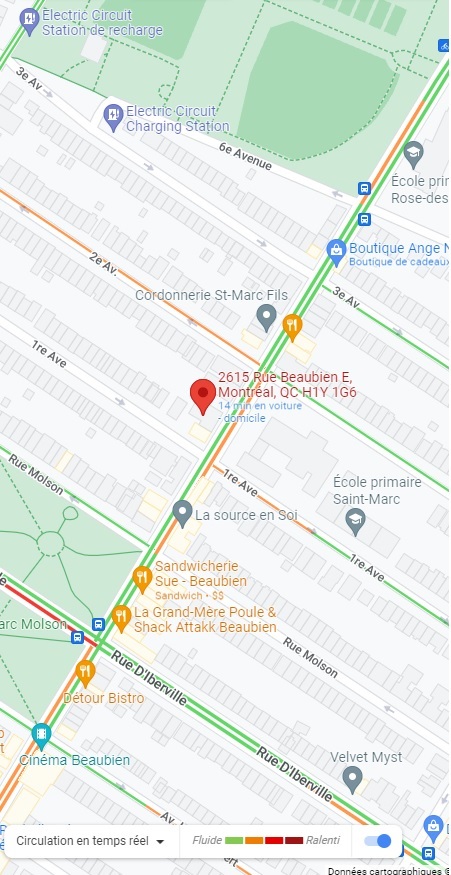 Electric Circuit
Station de recharge
3e Av
Electric Circuit
Charging Station
6e Avenue
École prir
Rose-des
Boutique Ange N
Boutique de cadeaux
2e Av.
3e Av
Cordonnerie St-Marc Fils
1re Ave
2615 Rue Beaubien E,
Montréal, QC H1Y 1G6
14 min en voiture
- domicile
Rue Molson
1re Ave
École primaire
Saint-Marc
La source en Soi
1re Ave
Sandwicherie
Sue - Beaubien
Sandwich · $$
La Grand-Mère Poule &
Shack Attakk Beaubien
arc Molson
Rue Molson
Rue D'Iberville
Détour Bistro
Rue D'Iberville
Cinéma Beaubien
Velvet Myst
Av.
Circulation en temps réel
Fluide
Ralenti
Données cartographiques ©